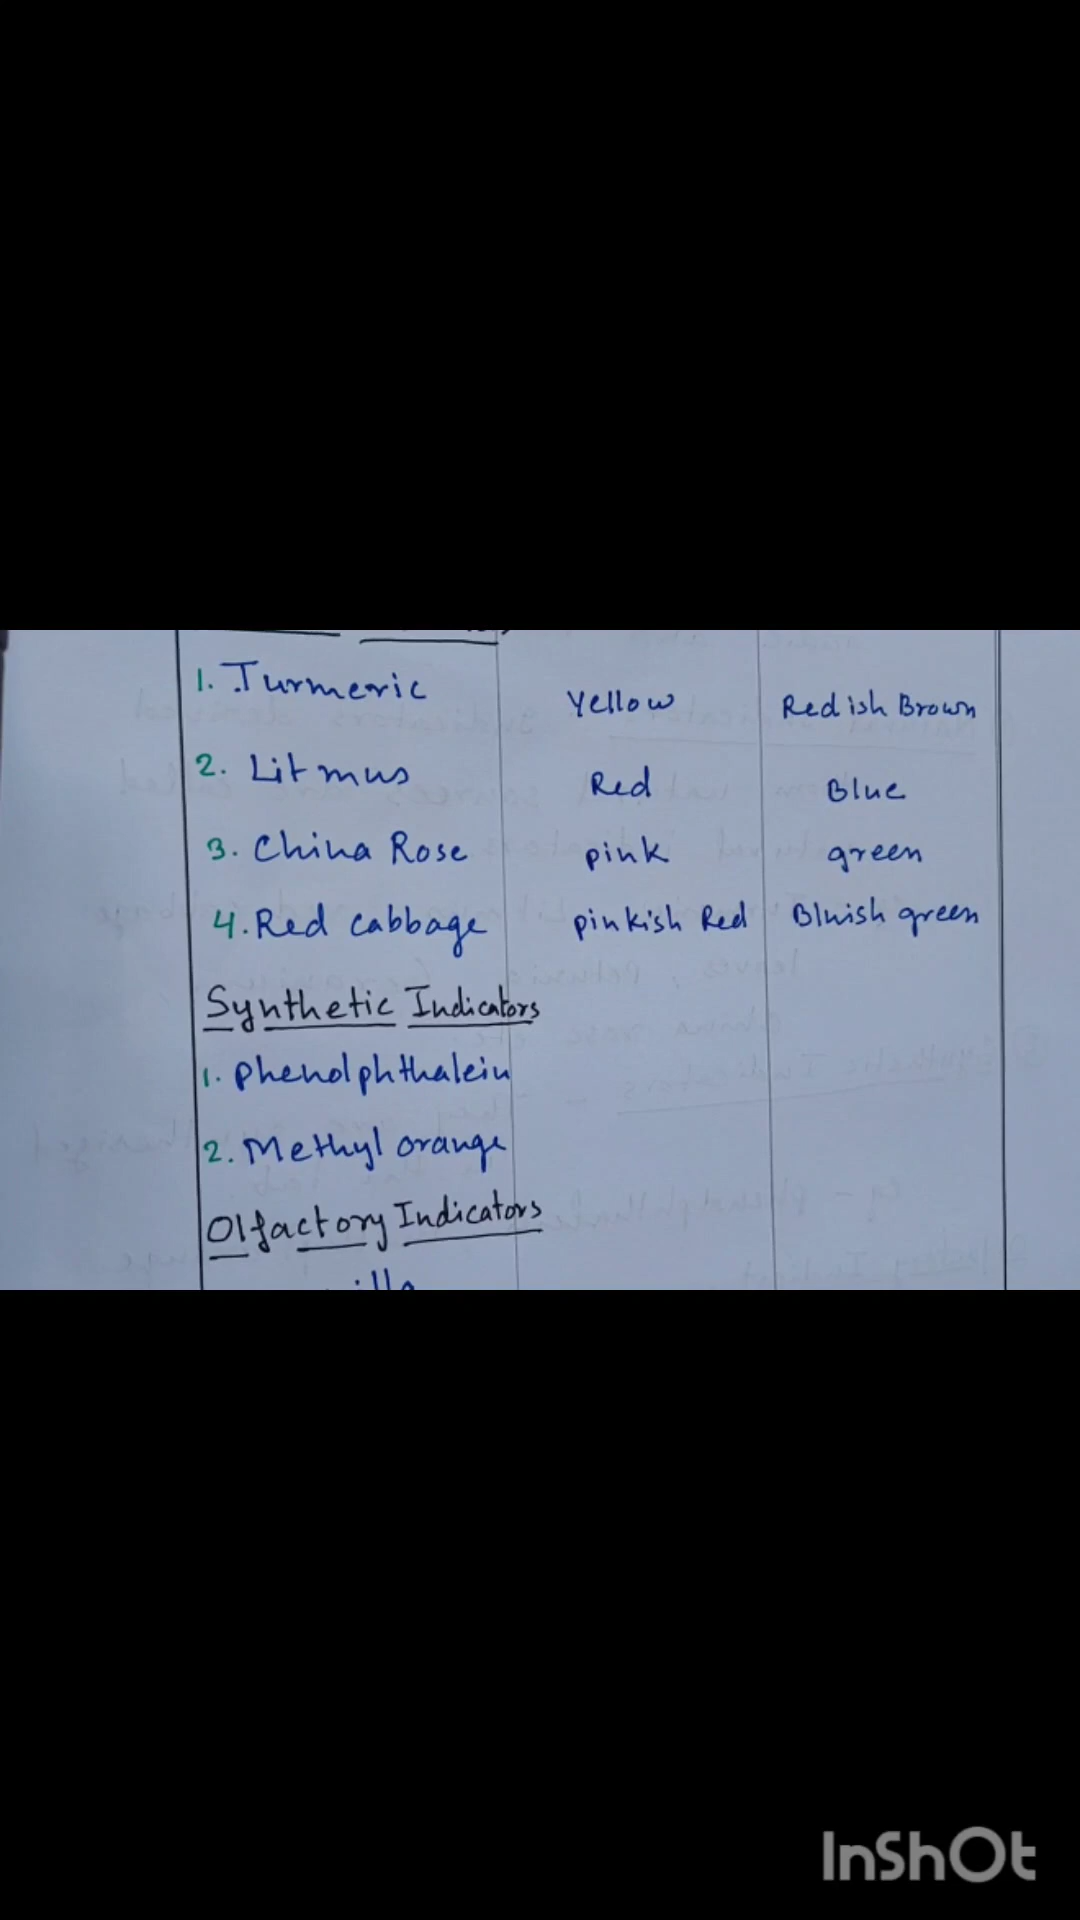 1. Turmeric Yellow Redish Brown
2. Litmus Red Blue
3. China Rose pink green
4. Red cabbage pinkish Red Bluish green
Synthetic Indicators
1. Phenolphthalein
2. Methyl orange
Olfactory Indicators
InShOt